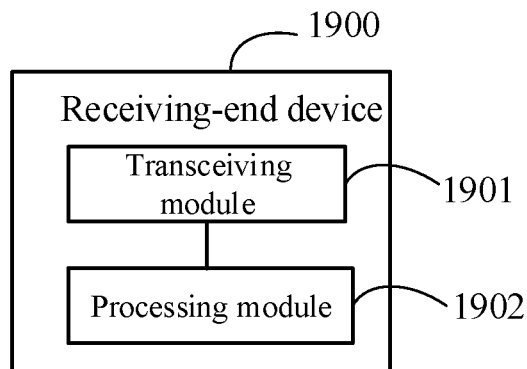 1900
Receiving-end device
Transceiving
module
1901
Processing module
1902